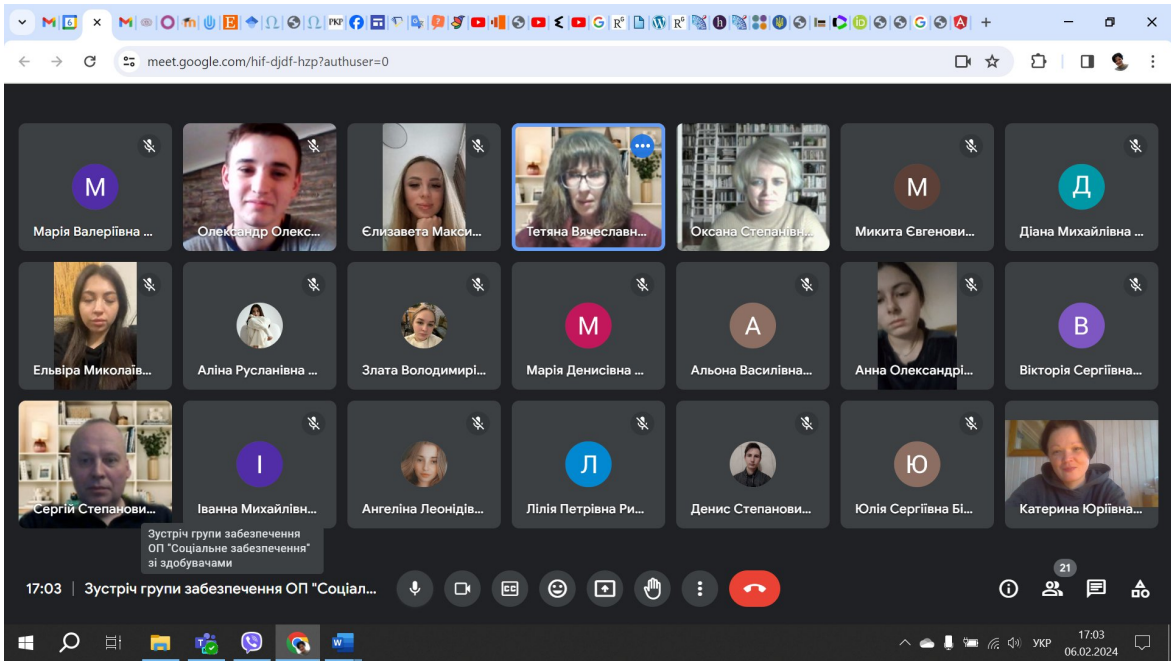 meet.google.com/hif-djdf-hzp?authuser=0
М
Марія Валеріївна ...
Олександр Олекс...
Єлизавета Макси...
Тетяна Вячеславн...
Оксана Степанівн...
М
Микита Євгенови...
Д
Діана Михайлівна ...
Ельвіра Миколаїв...
Аліна Русланівна ...
Злата Володимирі...
М
Марія Денисівна ...
А
Альона Василівна...
Анна Олександрі...
В
Вікторія Сергіївна...
Сергій Степанови...
І
Іванна Михайлівн...
Ангеліна Леонідів...
Л
Лілія Петрівна Ри...
Денис Степанови...
Ю
Юлія Сергіївна Бі...
Катерина Юріївна...
Зустріч групи забезпечення
ОП "Соціальне забезпечення"
зі здобувачами
17:03 | Зустріч групи забезпечення ОП "Соціал...
21
УКР
17:03
06.02.2024